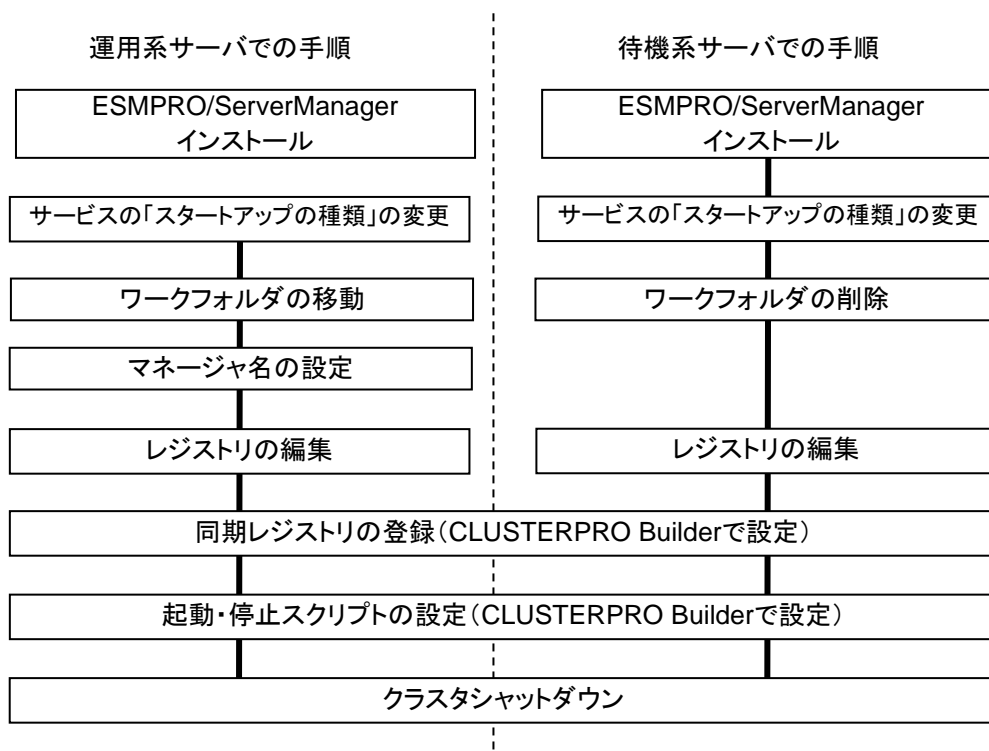 運用系サーバでの手順
待機系サーバでの手順
ESMPRO/ServerManager
インストール
ESMPRO/ServerManager
インストール
サービスの「スタートアップの種類」の変更
サービスの「スタートアップの種類」の変更
ワークフォルダの移動
ワークフォルダの削除
マネージャ名の設定
レジストリの編集
レジストリの編集
同期レジストリの登録(CLUSTERPRO Builderで設定)
起動・停止スクリプトの設定(CLUSTERPRO Builderで設定)
クラスタシャットダウン